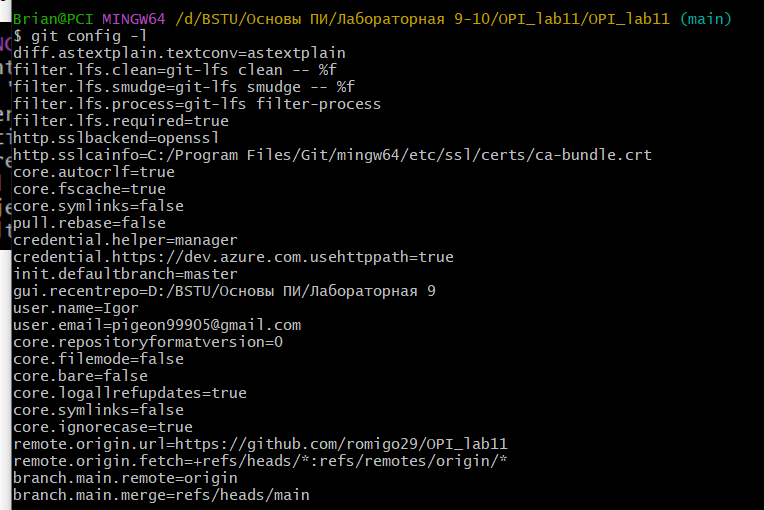 Brian@PCI MINGW64 /d/BSTU/Основы ПИ/Лабораторная 9-10/OPI_lab11/OPI_lab11 (main)
$ git config -l
diff.astextplain.textconv=astextplain
filter.lfs.clean=git-lfs clean -- %f
filter.lfs.smudge=git-lfs smudge -- %f
filter.lfs.process=git-lfs filter-process
filter.lfs.required=true
http.sslbackend=openssl
http.sslcainfo=C:/Program Files/Git/mingw64/etc/ssl/certs/ca-bundle.crt
core.autocrlf=true
core.fscache=true
core.symlinks=false
pull.rebase=false
credential.helper=manager
credential.https://dev.azure.com.usehttppath=true
init.defaultbranch=master
gui.recentrepo=D:/BSTU/Основы ПИ/Лабораторная 9
user.name=Igor
user.email=pigeon99905@gmail.com
core.repositoryformatversion=0
core.filemode=false
core.bare=false
core.logallrefupdates=true
core.symlinks=false
core.ignorecase=true
remote.origin.url=https://github.com/romigo29/OPI_lab11
remote.origin.fetch=+refs/heads/*:refs/remotes/origin/*
branch.main.remote=origin
branch.main.merge=refs/heads/main